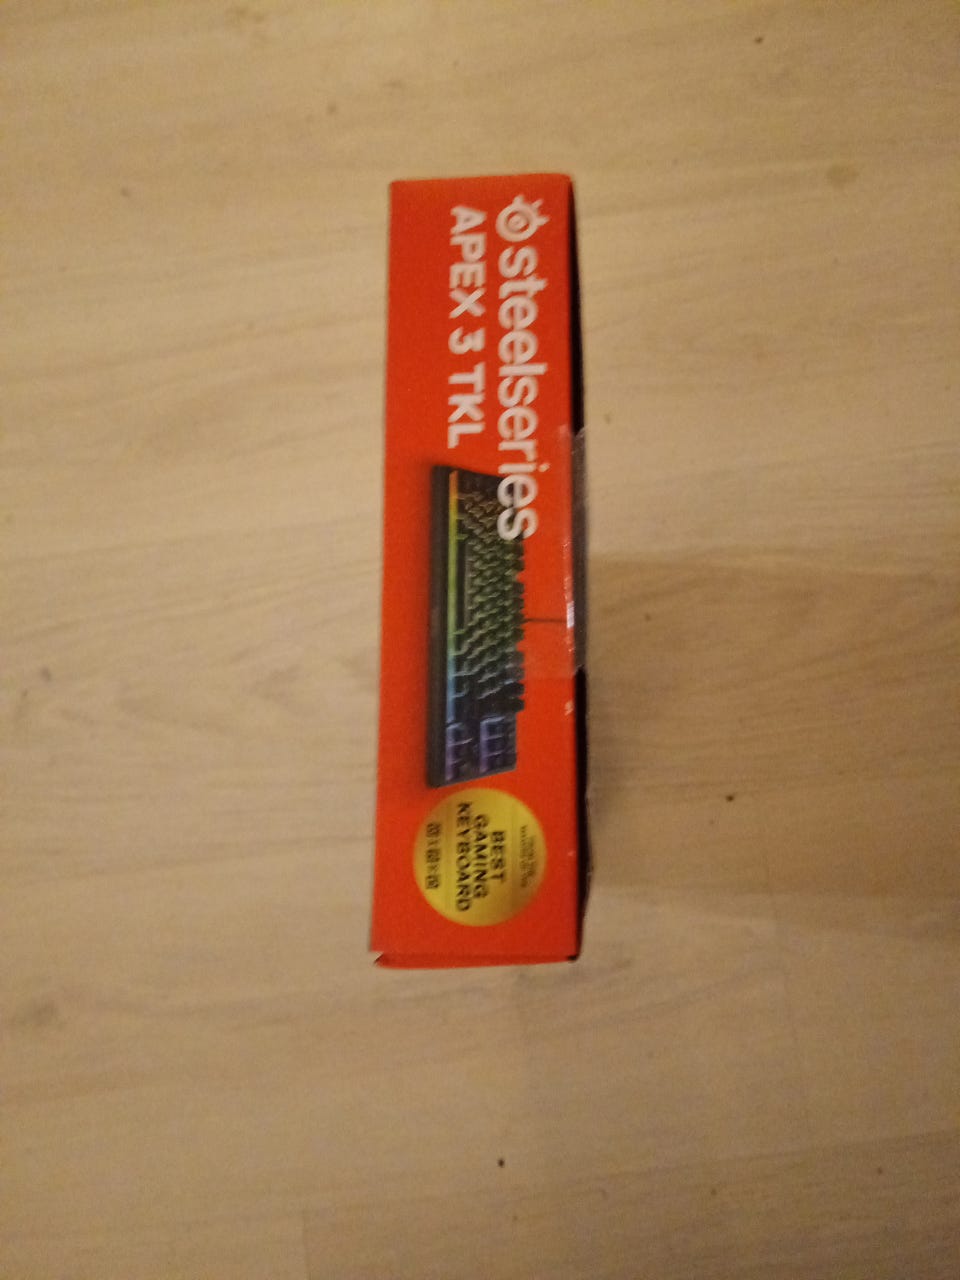 steelseries
APEX 3 TKL
BEST
GAMING
KEYBOARD